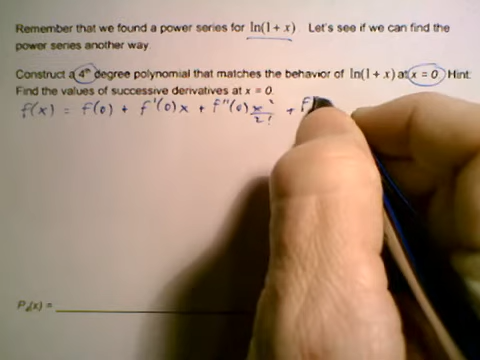 Remember that we found a power series for ln(1 + x). Let's see if we can find the
power series another way.
Construct a 4th degree polynomial that matches the behavior of ln(1 + x) at x = 0. Hint:
Find the values of successive derivatives at x = 0.
f(x) = f(0) + f'(0)x + f''(0)x²/2! + f
P₄(x) =